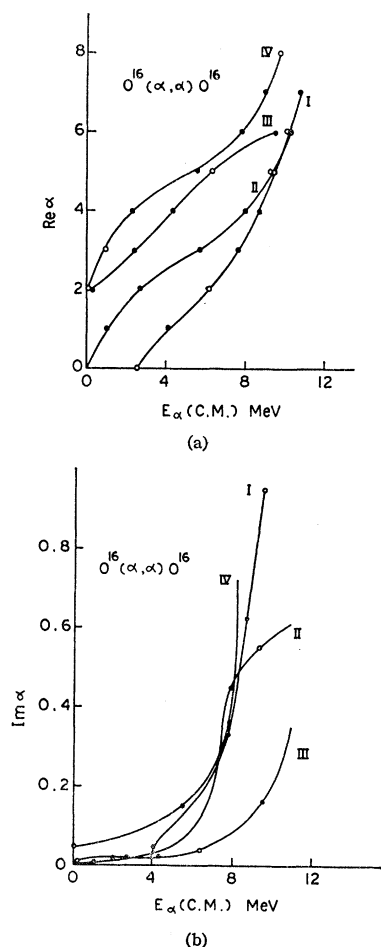 8
6
4
2
0
Re α
O¹⁶(α,α)O¹⁶
IV
I
III
II
0
4
8
12
Eα(C.M.) MeV
(a)
0.8
0.6
0.4
0.2
0
Im α
O¹⁶(α,α)O¹⁶
I
IV
II
III
0
4
8
12
Eα(C.M.) MeV
(b)